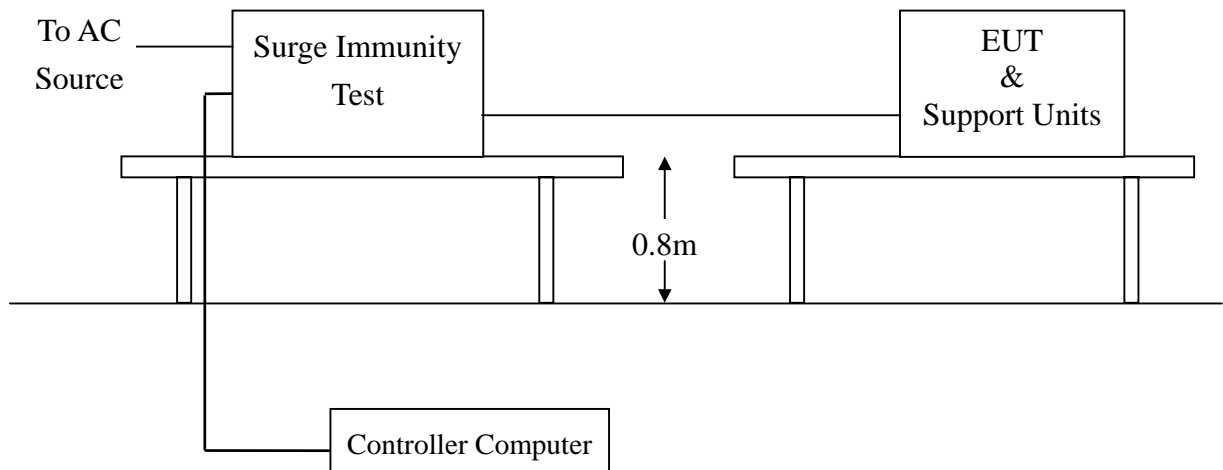 To AC
Source
Surge Immunity
Test
EUT
&
Support Units
0.8m
Controller Computer